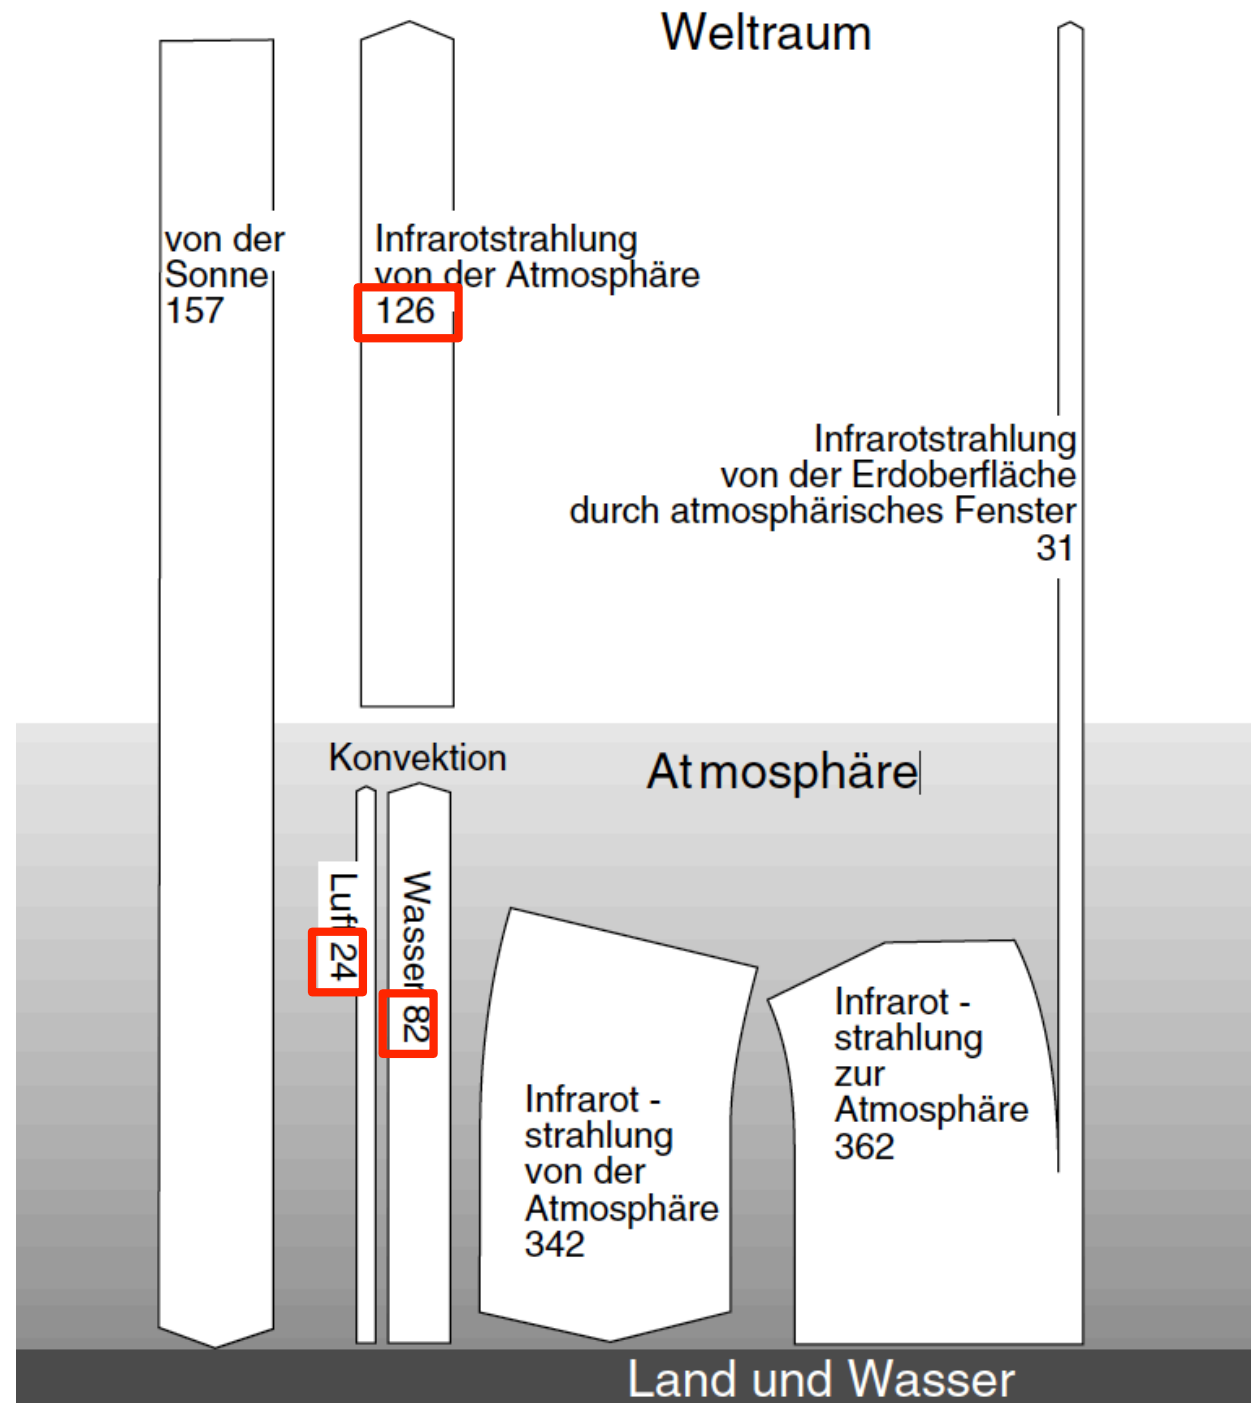 Weltraum
von der
Sonne
157
Infrarotstrahlung
von der Atmosphäre
126
Infrarotstrahlung
von der Erdoberfläche
durch atmosphärisches Fenster
31
Konvektion
Atmosphäre
Luft 24
Wasser 82
Infrarot -
strahlung
von der
Atmosphäre
342
Infrarot -
strahlung
zur
Atmosphäre
362
Land und Wasser